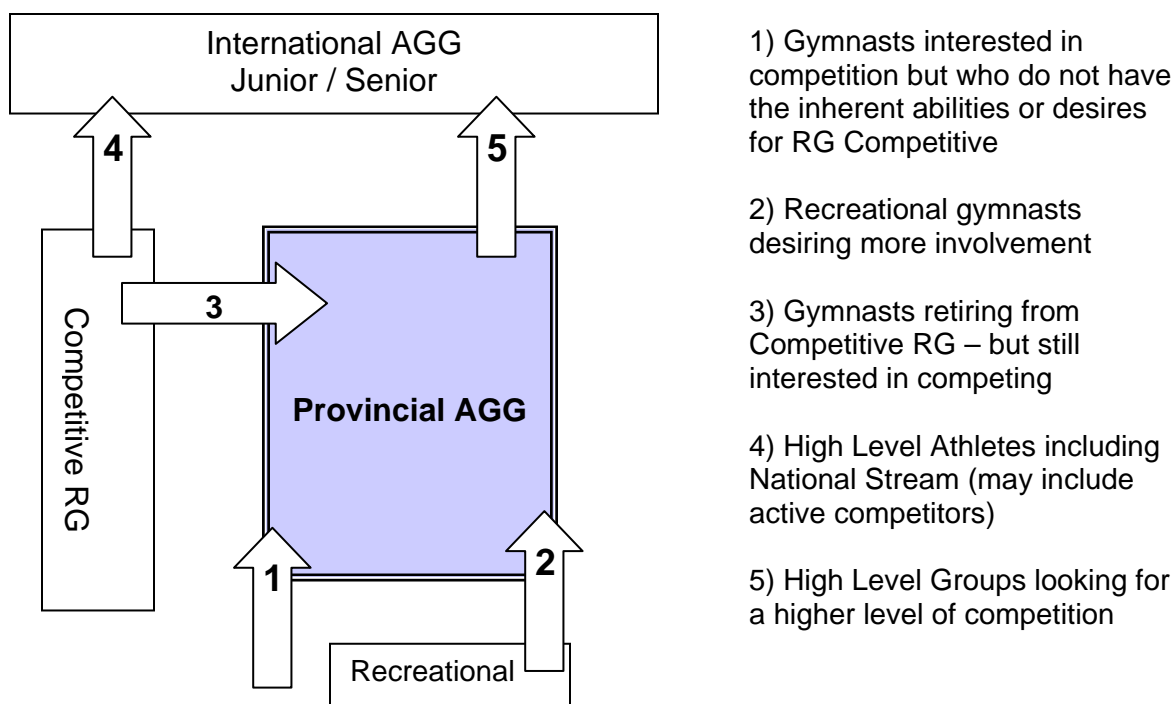 International AGG
Junior / Senior
4
5
3
Competitive RG
Provincial AGG
1
2
Recreational
1) Gymnasts interested in
competition but who do not have
the inherent abilities or desires
for RG Competitive
2) Recreational gymnasts
desiring more involvement
3) Gymnasts retiring from
Competitive RG – but still
interested in competing
4) High Level Athletes including
National Stream (may include
active competitors)
5) High Level Groups looking for
a higher level of competition